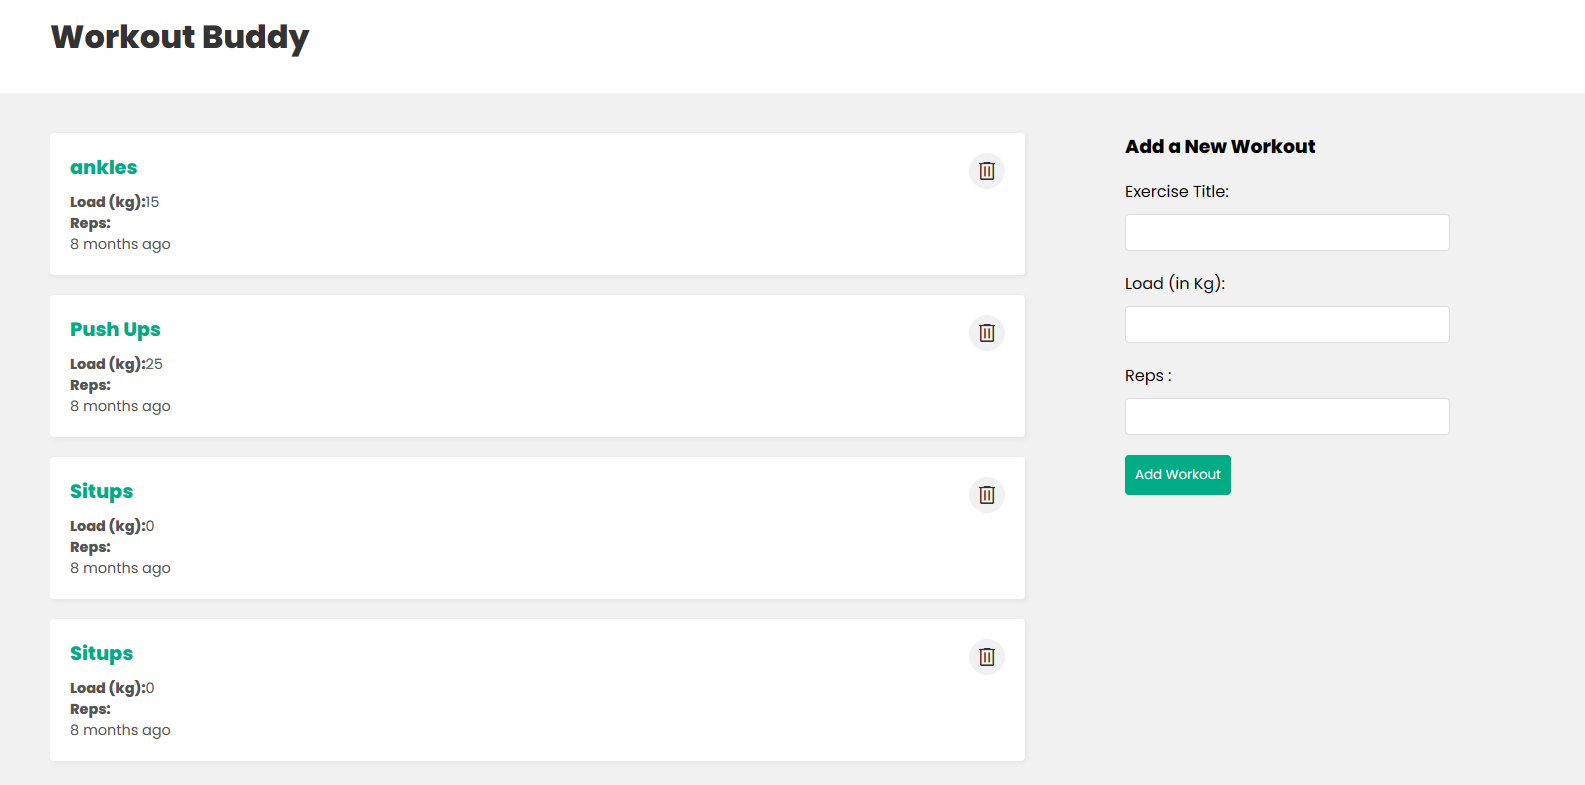 Workout Buddy
ankles
Load (kg):15
Reps:
8 months ago
Push Ups
Load (kg):25
Reps:
8 months ago
Situps
Load (kg):0
Reps:
8 months ago
Situps
Load (kg):0
Reps:
8 months ago
Add a New Workout
Exercise Title:
Load (in Kg):
Reps :
Add Workout